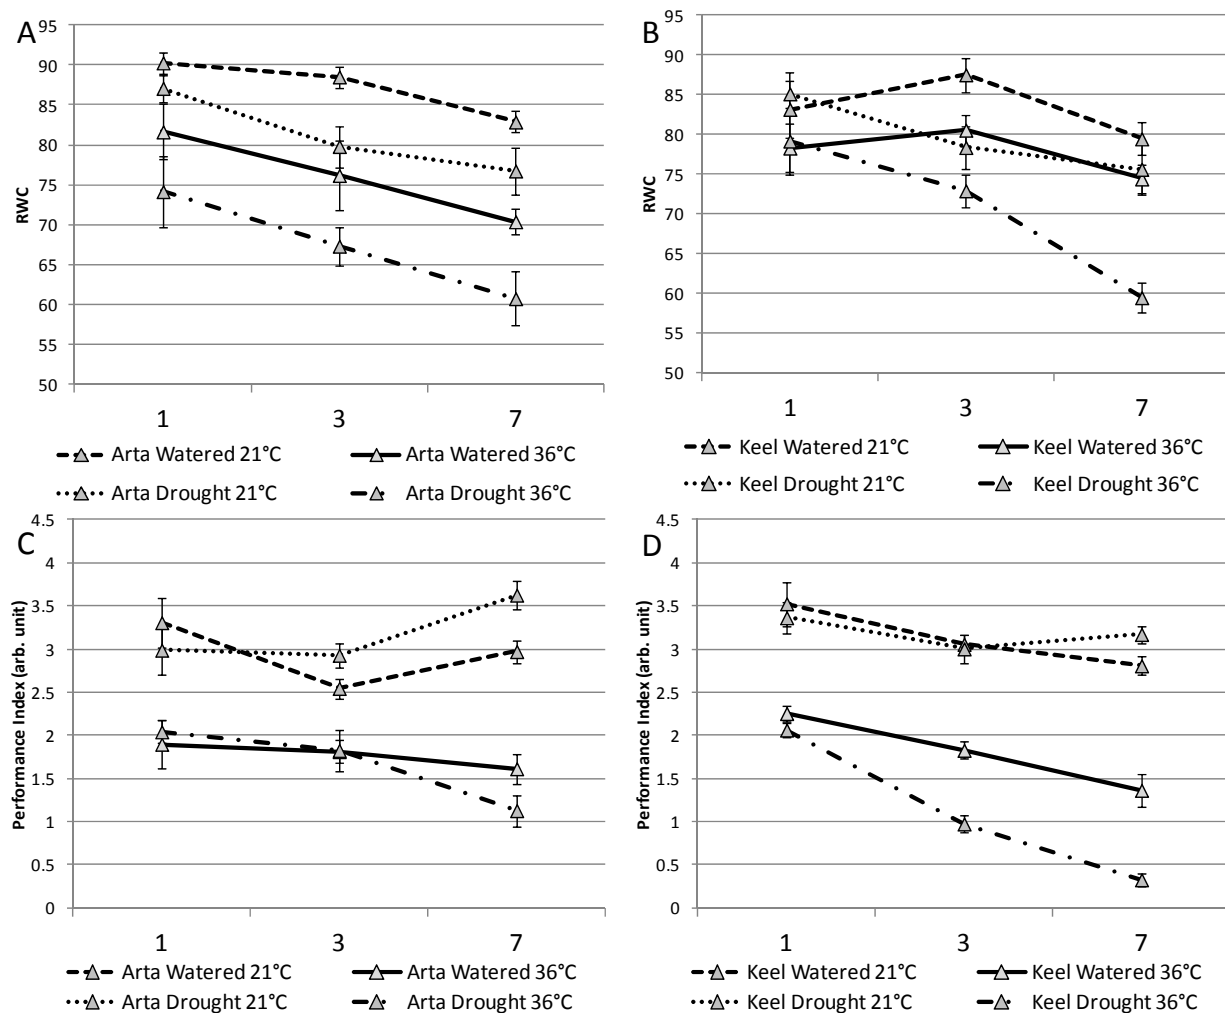 A
95
90
85
80
75
70
65
60
55
50
RWC
1 3 7
Arta Watered 21°C Arta Watered 36°C
Arta Drought 21°C Arta Drought 36°C
B
95
90
85
80
75
70
65
60
55
50
RWC
1 3 7
Keel Watered 21°C Keel Watered 36°C
Keel Drought 21°C Keel Drought 36°C
C
4.5
4
3.5
3
2.5
2
1.5
1
0.5
0
Performance Index (arb. unit)
1 3 7
Arta Watered 21°C Arta Watered 36°C
Arta Drought 21°C Arta Drought 36°C
D
4.5
4
3.5
3
2.5
2
1.5
1
0.5
0
Performance Index (arb. unit)
1 3 7
Keel Watered 21°C Keel Watered 36°C
Keel Drought 21°C Keel Drought 36°C